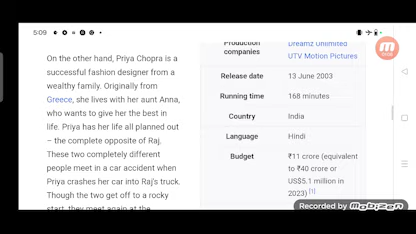 5:09
On the other hand, Priya Chopra is a
successful fashion designer from a
wealthy family. Originally from
Greece, she lives with her aunt Anna,
who wants to give her the best in
life. Priya has her life all planned out
– the complete opposite of Raj.
These two completely different
people meet in a car accident when
Priya crashes her car into Raj's truck.
Though the two get off to a rocky
start, they meet again at the
Production
companies
Dreamz Unlimited
UTV Motion Pictures
Release date
13 June 2003
Running time
168 minutes
Country
India
Language
Hindi
Budget
₹11 crore (equivalent
to ₹40 crore or
US$5.1 million in
2023) [1]
Recorded by
Mobizen